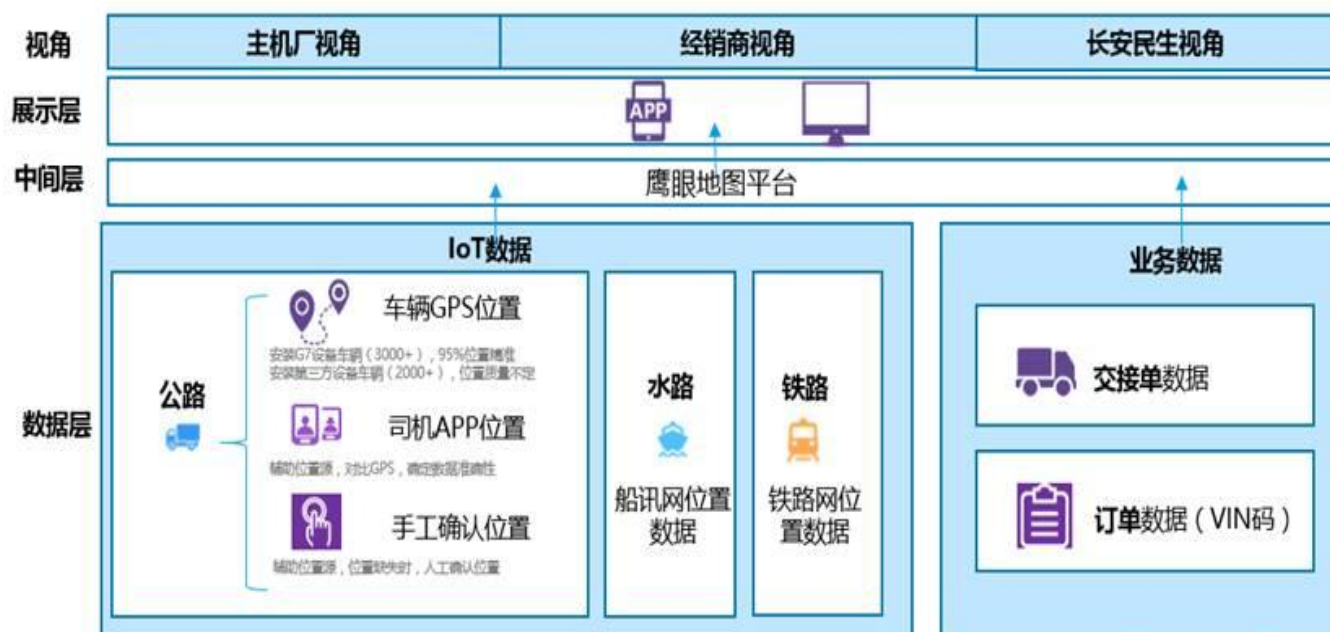 视角
主机厂视角
经销商视角
长安民生视角
展示层
APP
中间层
鹰眼地图平台
数据层
IoT数据
公路
车辆GPS位置
安装G7设备车辆（3000+），95%位置精准
安装第三方设备车辆（2000+），位置质量不定
司机APP位置
辅助位置源，对比GPS，确定数据准确性
手工确认位置
辅助位置源，位置缺失时，人工确认位置
水路
船讯网位置
数据
铁路
铁路网位
置数据
业务数据
交接单数据
订单数据（VIN码）